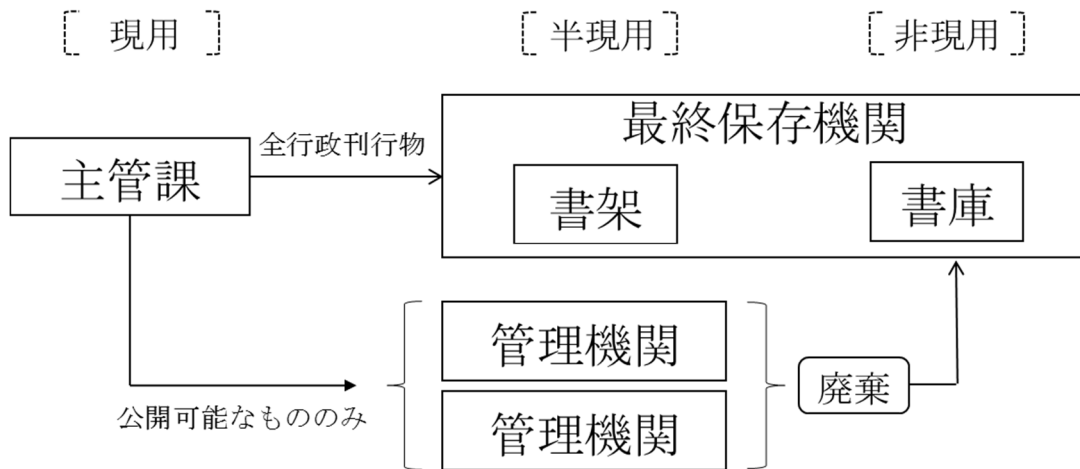 現用
半現用
非現用
最終保存機関
全行政刊行物
主管課
書架
書庫
管理機関
廃棄
公開可能なもののみ
管理機関